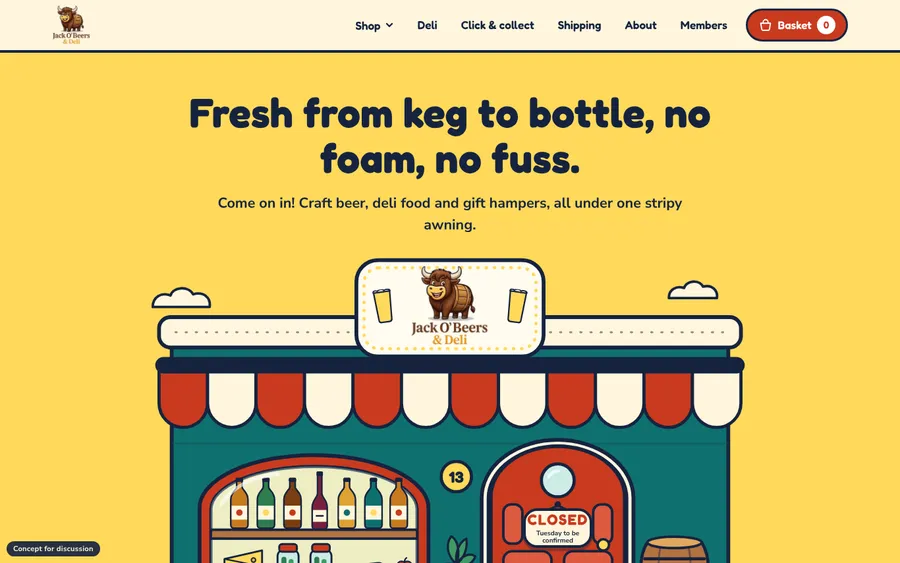 Jack O'Beers
& Deli
Shop
Deli
Click & collect
Shipping
About
Members
Basket
0
Fresh from keg to bottle, no
foam, no fuss.
Come on in! Craft beer, deli food and gift hampers, all under one stripy
awning.
Jack O'Beers
& Deli
13
CLOSED
Tuesday to be
confirmed
Concept for discussion